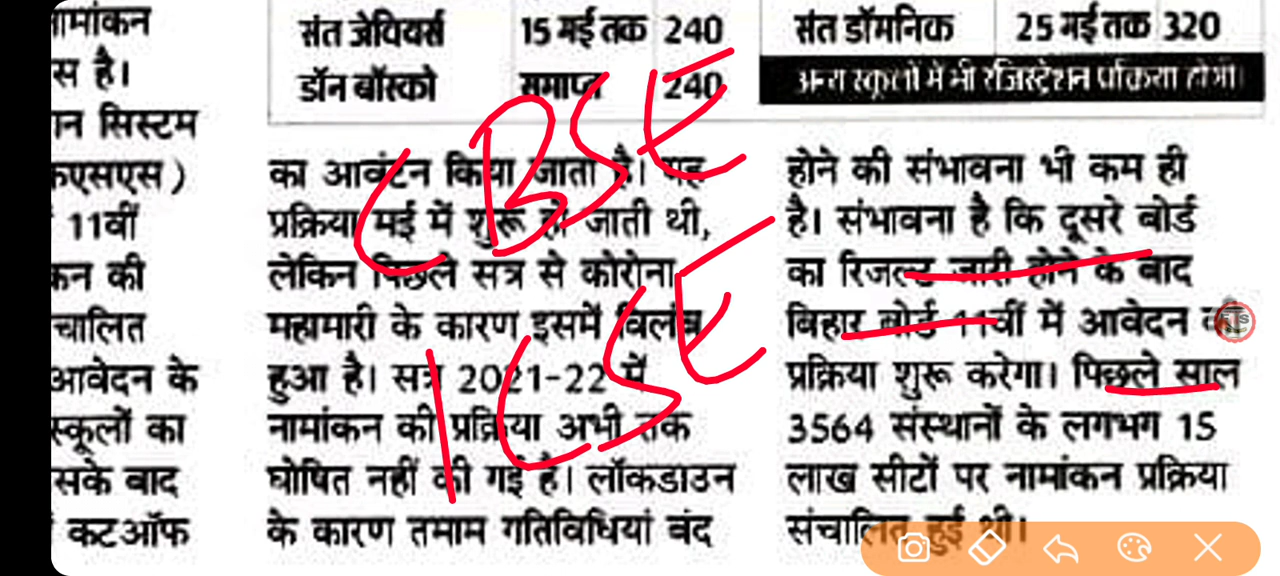 संत जेवियर्स 15 मई तक 240
डॉन बॉस्को समाप्त 240
संत डॉमनिक 25 मई तक 320
अन्य स्कूलों में भी रजिस्ट्रेशन प्रक्रिया होगी।
नामांकन
स है।
न सिस्टम
एसएस)
11वीं
कन की
चालित
आवेदन के
स्कूलों का
सके बाद
कटऑफ
का आवंटन किया जाता है। यह
प्रक्रिया मई में शुरू हो जाती थी,
लेकिन पिछले सत्र से कोरोना
महामारी के कारण इसमें विलंब
हुआ है। सत्र 2021-22 में
नामांकन की प्रक्रिया अभी तक
घोषित नहीं की गई है। लॉकडाउन
के कारण तमाम गतिविधियां बंद
होने की संभावना भी कम ही
है। संभावना है कि दूसरे बोर्ड
का रिजल्ट जारी होने के बाद
बिहार बोर्ड 11वीं में आवेदन
प्रक्रिया शुरू करेगा। पिछले साल
3564 संस्थानों के लगभग 15
लाख सीटों पर नामांकन प्रक्रिया
संचालित हुई थी।
CBSE
ICSE